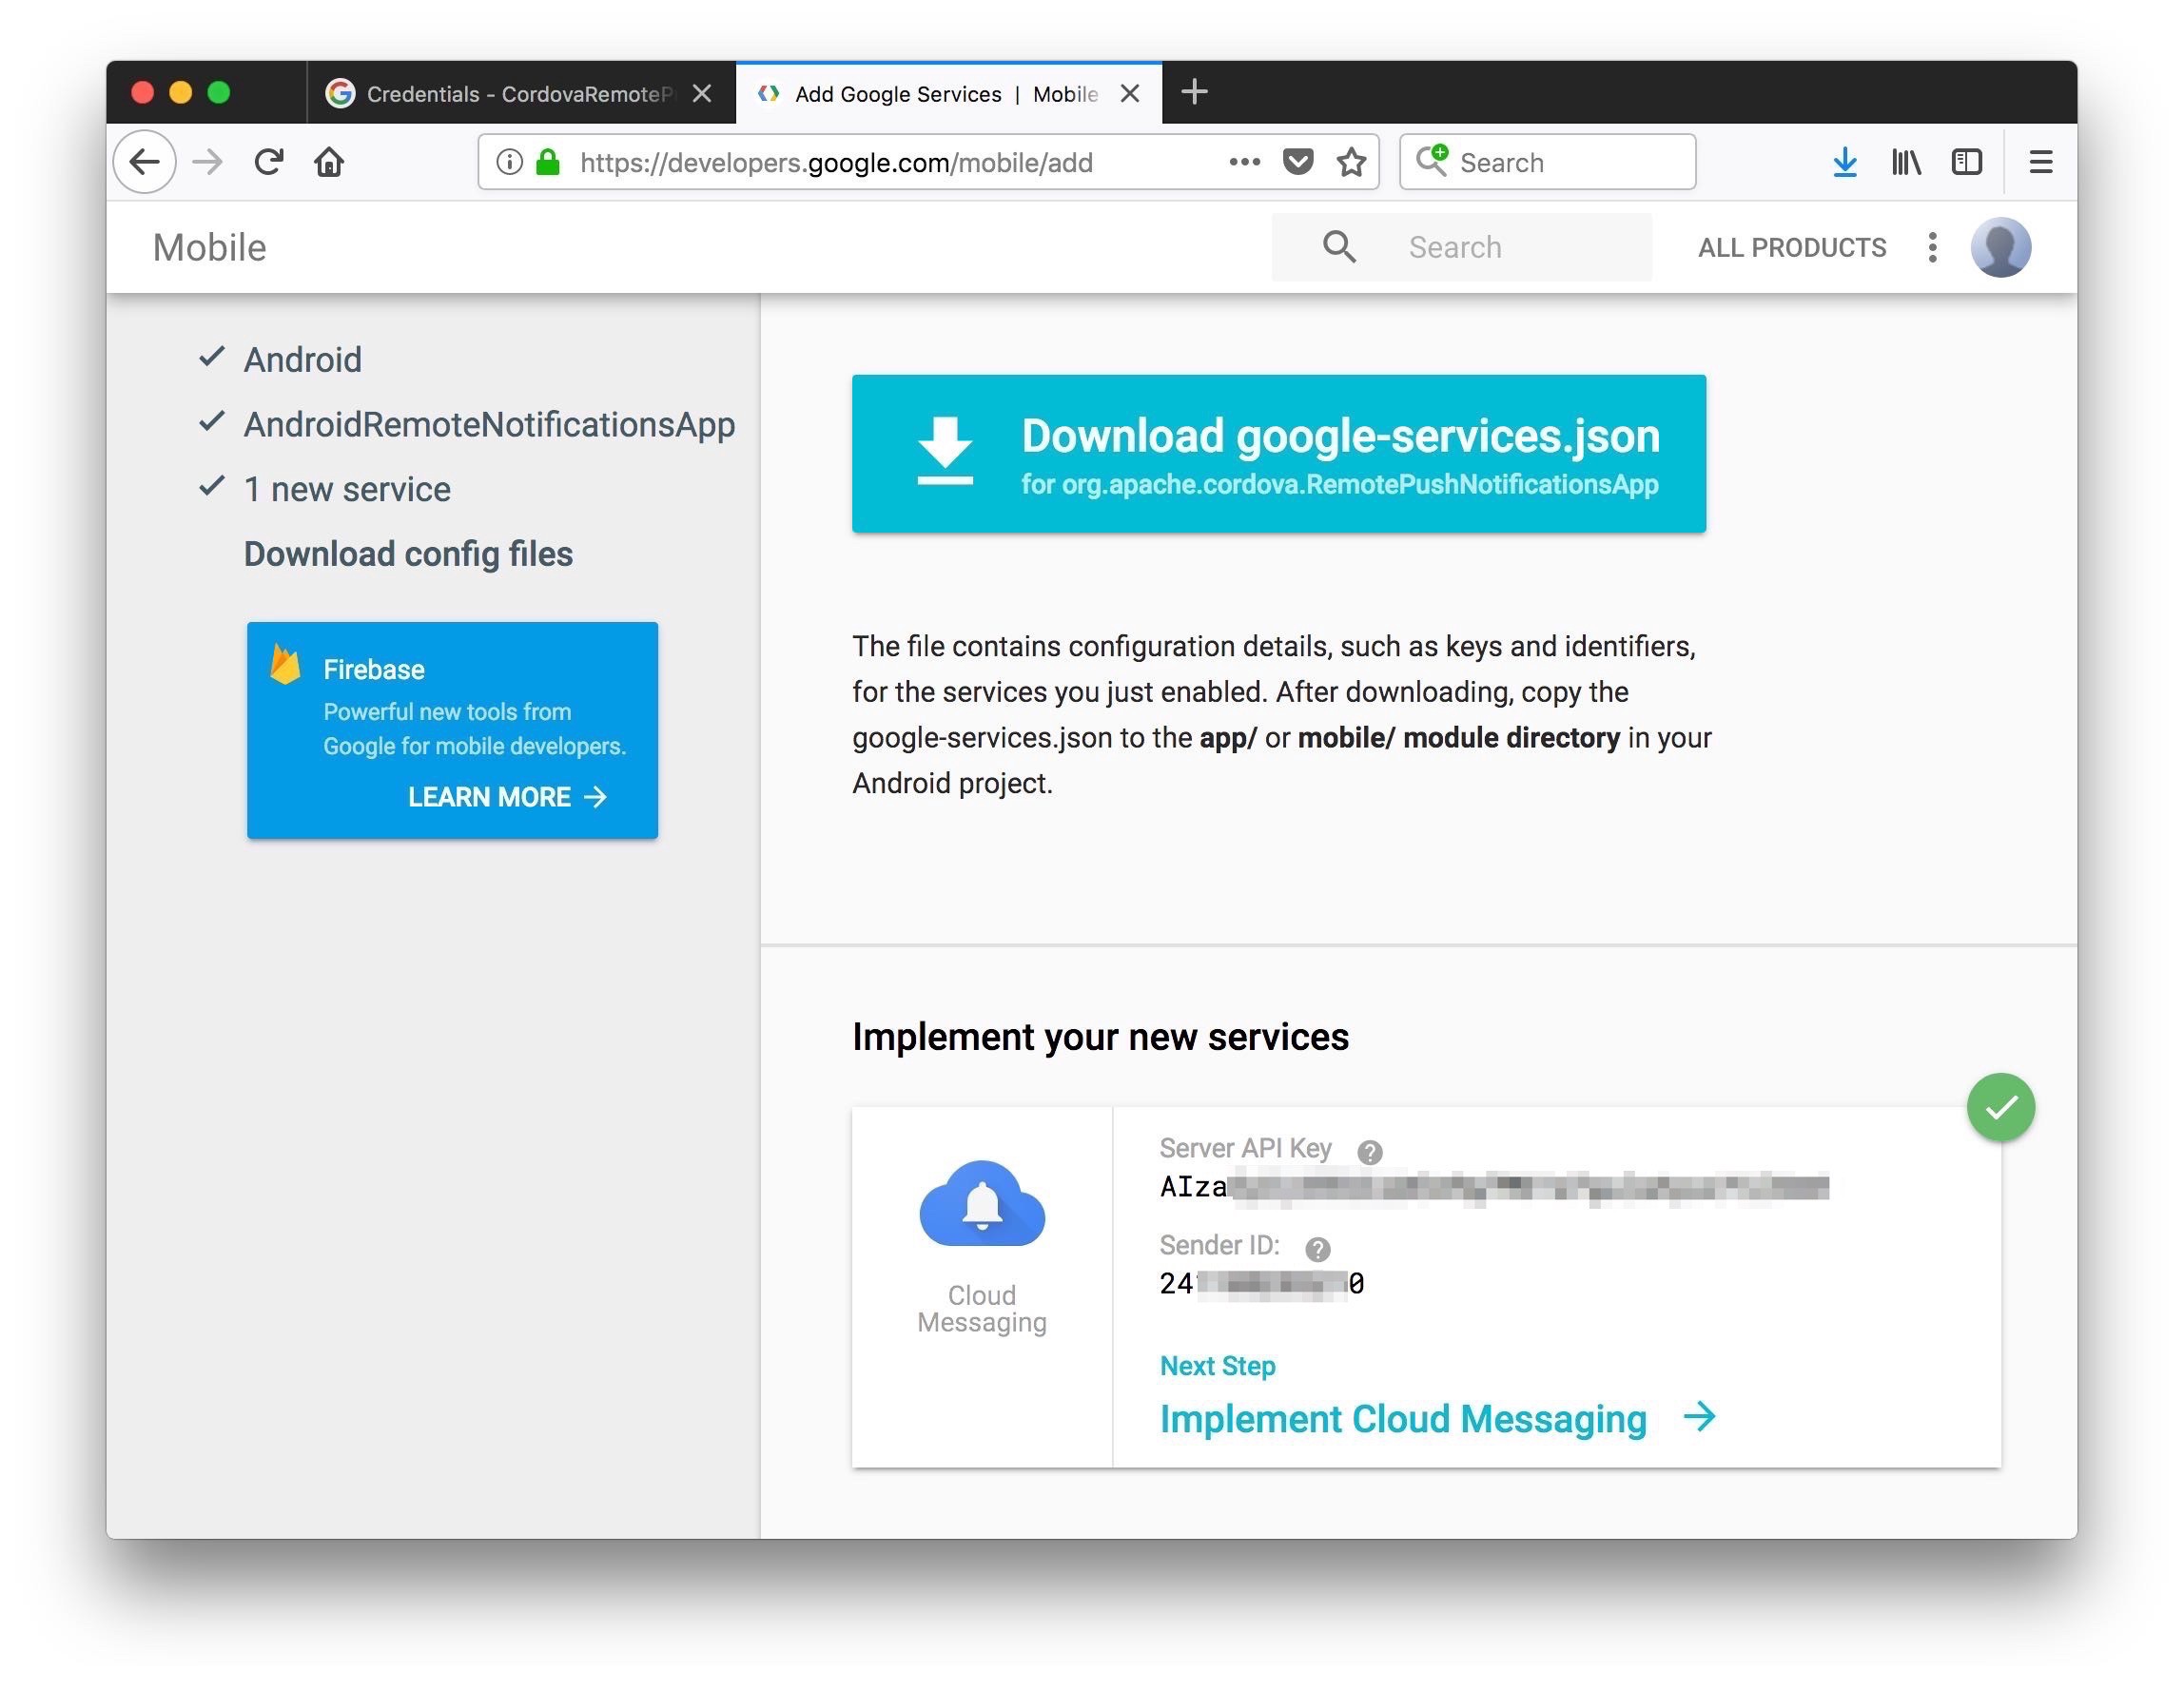 Credentials - CordovaRemoteP
Add Google Services | Mobile
https://developers.google.com/mobile/add
Search
Mobile
Search
ALL PRODUCTS
Android
AndroidRemoteNotificationsApp
1 new service
Download config files
Firebase
Powerful new tools from
Google for mobile developers.
LEARN MORE
Download google-services.json
for org.apache.cordova.RemotePushNotificationsApp
The file contains configuration details, such as keys and identifiers,
for the services you just enabled. After downloading, copy the
google-services.json to the app/ or mobile/ module directory in your
Android project.
Implement your new services
Cloud
Messaging
Server API Key ?
AIza
Sender ID: ?
24 0
Next Step
Implement Cloud Messaging